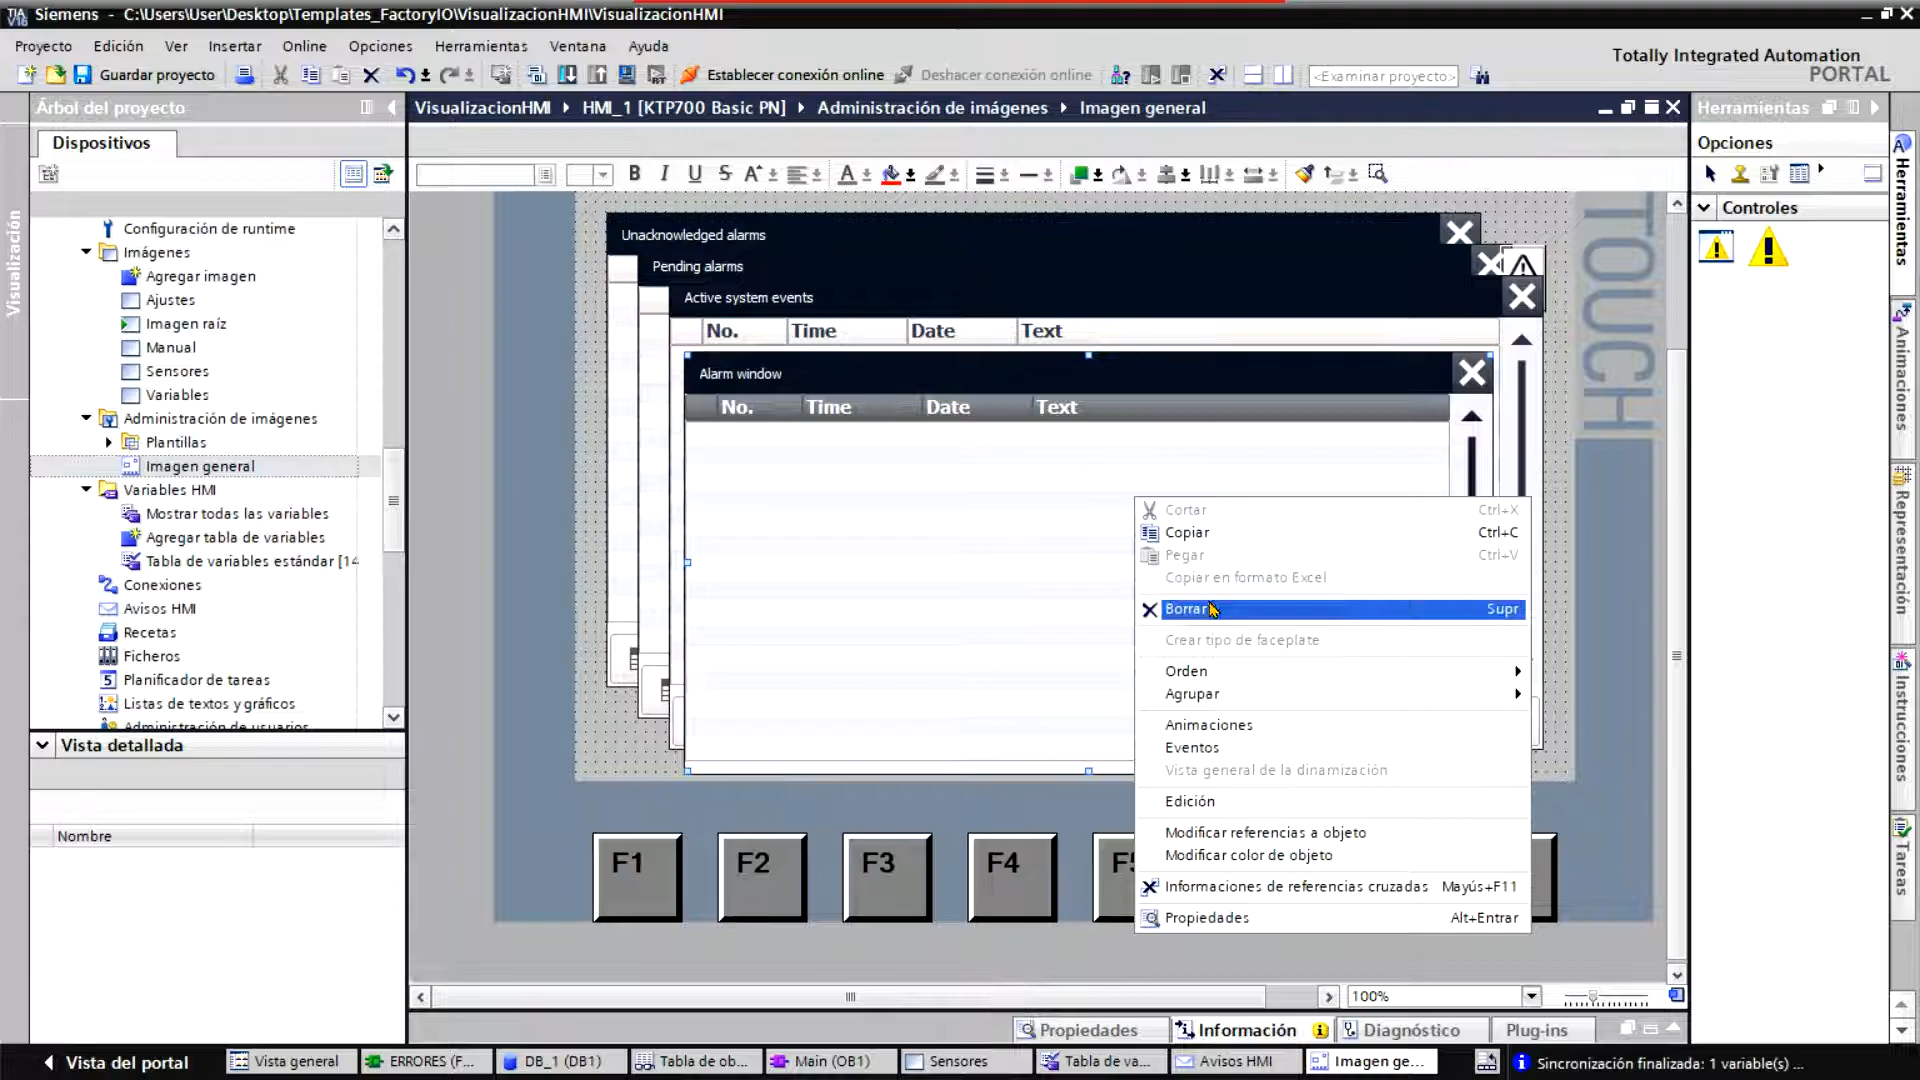 Siemens - C:\Users\User\Desktop\Templates_FactoryIO\VisualizacionHMI\VisualizacionHMI
Proyecto Edición Ver Insertar Online Opciones Herramientas Ventana Ayuda
Totally Integrated Automation
PORTAL
Guardar proyecto
Establecer conexión online
Deshacer conexión online
<Examinar proyecto>
Árbol del proyecto
VisualizacionHMI HMI_1 [KTP700 Basic PN] Administración de imágenes Imagen general
Herramientas
Dispositivos
Opciones
Visualización
Configuración de runtime
Imágenes
Agregar imagen
Ajustes
Imagen raíz
Manual
Sensores
Variables
Administración de imágenes
Plantillas
Imagen general
Variables HMI
Mostrar todas las variables
Agregar tabla de variables
Tabla de variables estándar [14
Conexiones
Avisos HMI
Recetas
Ficheros
Planificador de tareas
Listas de textos y gráficos
Administración de usuarios
Vista detallada
Nombre
B I U S A A
Unacknowledged alarms
Pending alarms
Active system events
No. Time Date Text
Alarm window
No. Time Date Text
TOUCH
Cortar Ctrl+X
Copiar Ctrl+C
Pegar Ctrl+V
Copiar en formato Excel
Borrar Supr
Crear tipo de faceplate
Orden
Agrupar
Animaciones
Eventos
Vista general de la dinamización
Edición
Modificar referencias a objeto
Modificar color de objeto
Informaciones de referencias cruzadas Mayús+F11
Propiedades Alt+Entrar
F1 F2 F3 F4 F5
100%
Controles
Herramientas
Animaciones
Representación
Instrucciones
Tareas
Propiedades Información Diagnóstico Plug-ins
Vista del portal
Vista general
ERRORES (F...
DB_1 (DB1)
Tabla de ob...
Main (OB1)
Sensores
Tabla de va...
Avisos HMI
Imagen ge...
Sincronización finalizada: 1 variable(s) ...